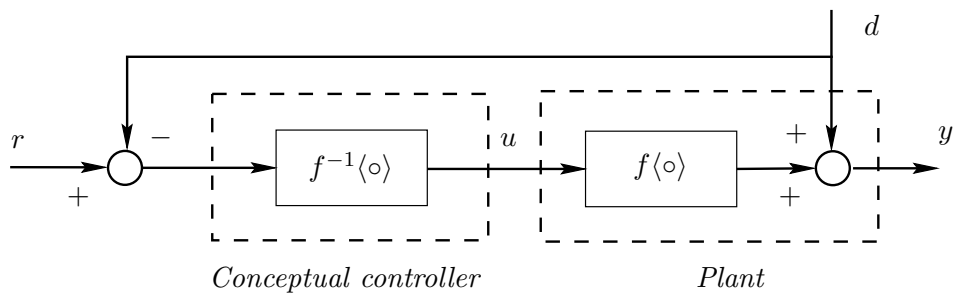 d
r
−
u
+
y
f⁻¹⟨∘⟩
f⟨∘⟩
+
+
Conceptual controller
Plant